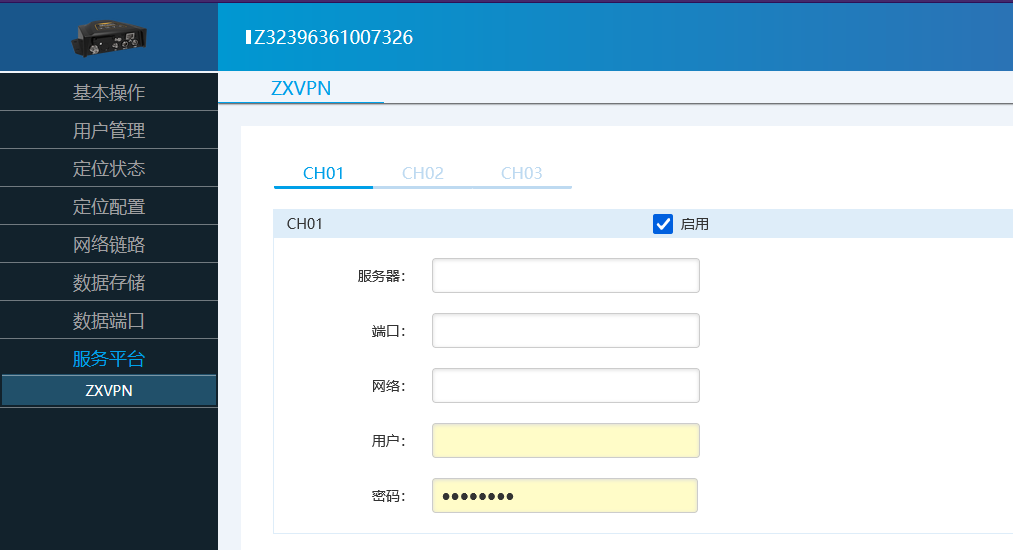 Z32396361007326
基本操作
用户管理
定位状态
定位配置
网络链路
数据存储
数据端口
服务平台
ZXVPN
ZXVPN
CH01 CH02 CH03
CH01 启用
服务器：
端口：
网络：
用户：
密码： ●●●●●●●●